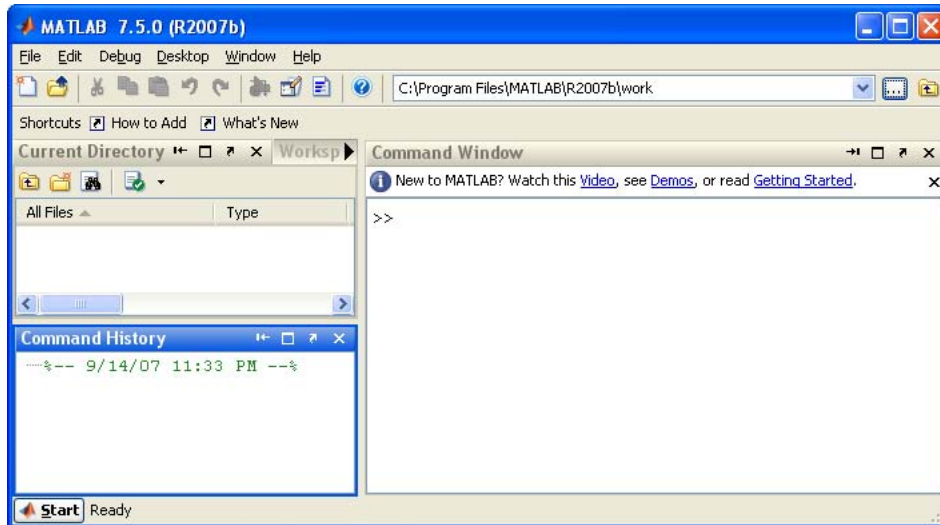 MATLAB 7.5.0 (R2007b)
File Edit Debug Desktop Window Help
C:\Program Files\MATLAB\R2007b\work
Shortcuts How to Add What's New
Current Directory Worksp
All Files Type
Command History
%-- 9/14/07 11:33 PM --%
Command Window
New to MATLAB? Watch this Video, see Demos, or read Getting Started.
>>
Start Ready